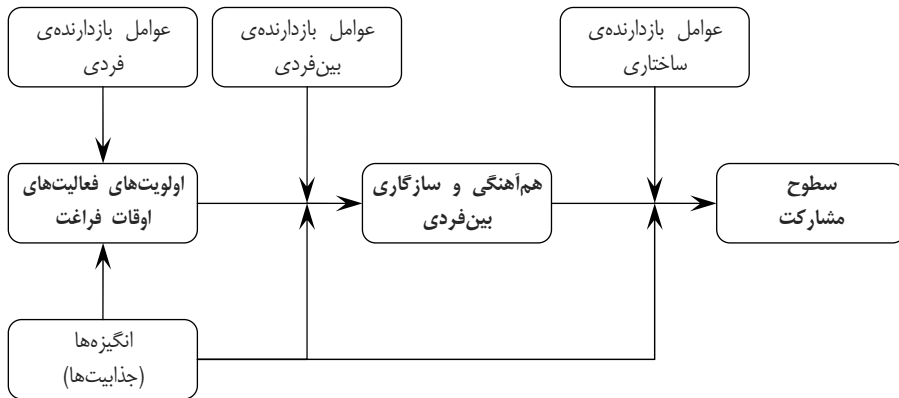 عوامل بازدارنده‌ی
فردی
عوامل بازدارنده‌ی
بین‌فردی
عوامل بازدارنده‌ی
ساختاری
اولویت‌های فعالیت‌های
اوقات فراغت
هم‌آهنگی و سازگاری
بین‌فردی
سطوح
مشارکت
انگیزه‌ها
(جذابیت‌ها)